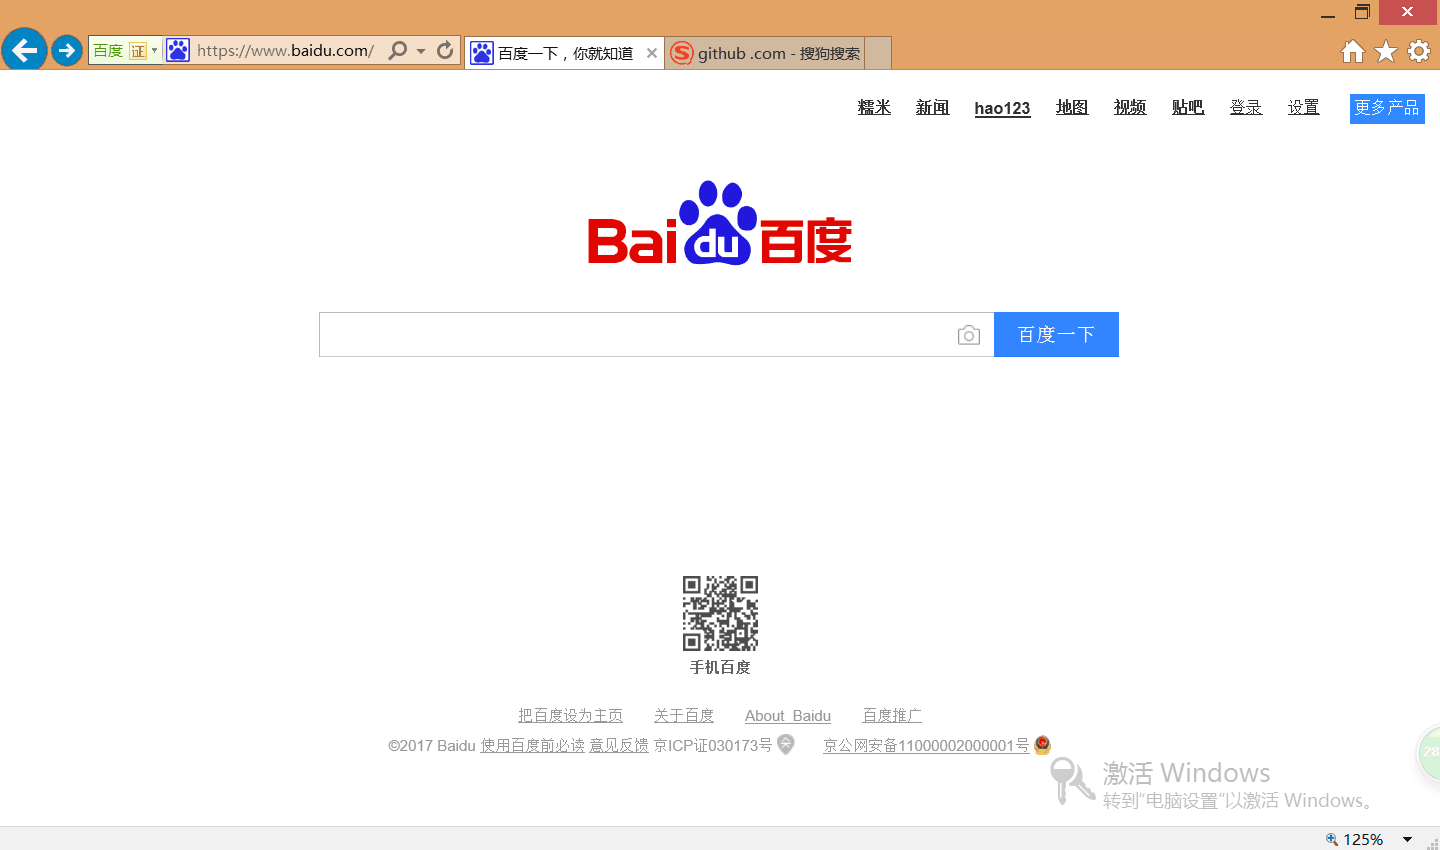 百度 证 https://www.baidu.com/ 百度一下，你就知道 github .com - 搜狗搜索
糯米 新闻 hao123 地图 视频 贴吧 登录 设置 更多产品
Bai du 百度
百度一下
手机百度
把百度设为主页 关于百度 About Baidu 百度推广
©2017 Baidu 使用百度前必读 意见反馈 京ICP证030173号 京公网安备11000002000001号
28
激活 Windows
转到“电脑设置”以激活 Windows。
125%